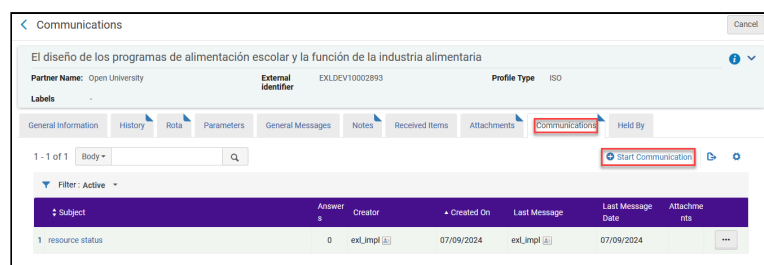 Communications
Cancel
El diseño de los programas de alimentación escolar y la función de la industria alimentaria
Partner Name: Open University External identifier EXLDEV10002893 Profile Type ISO
Labels -
General Information History Rota Parameters General Messages Notes Received Items Attachments Communications Held By
1 - 1 of 1 Body Start Communication
Filter : Active
Subject Answers Creator Created On Last Message Last Message Date Attachments
1 resource status 0 exl_impl 07/09/2024 exl_impl 07/09/2024